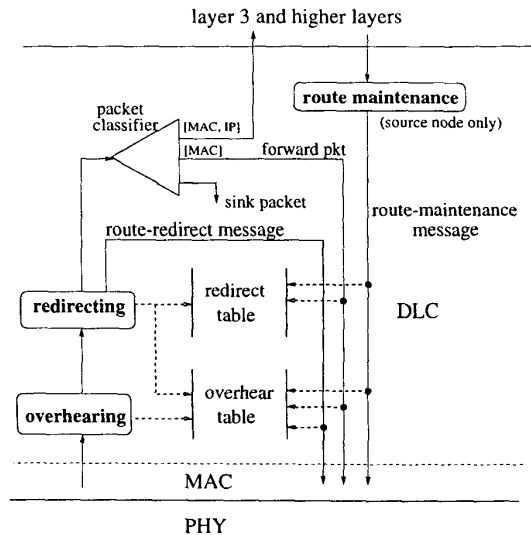 layer 3 and higher layers
route maintenance
(source node only)
packet
classifier
[MAC, IP]
[MAC]
forward pkt
sink packet
route-maintenance
message
route-redirect message
redirecting
redirect
table
DLC
overhearing
overhear
table
MAC
PHY